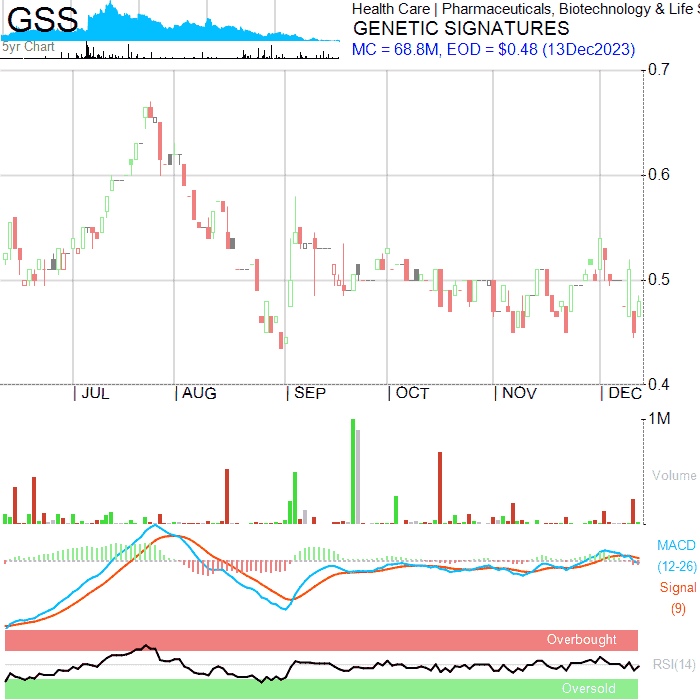 GSS
5yr Chart
Health Care | Pharmaceuticals, Biotechnology & Life S
GENETIC SIGNATURES
MC = 68.8M, EOD = $0.48 (13Dec2023)
0.7
0.6
0.5
0.4
JUL AUG SEP OCT NOV DEC
1M
Volume
MACD
(12-26)
Signal
(9)
Overbought
RSI(14)
Oversold